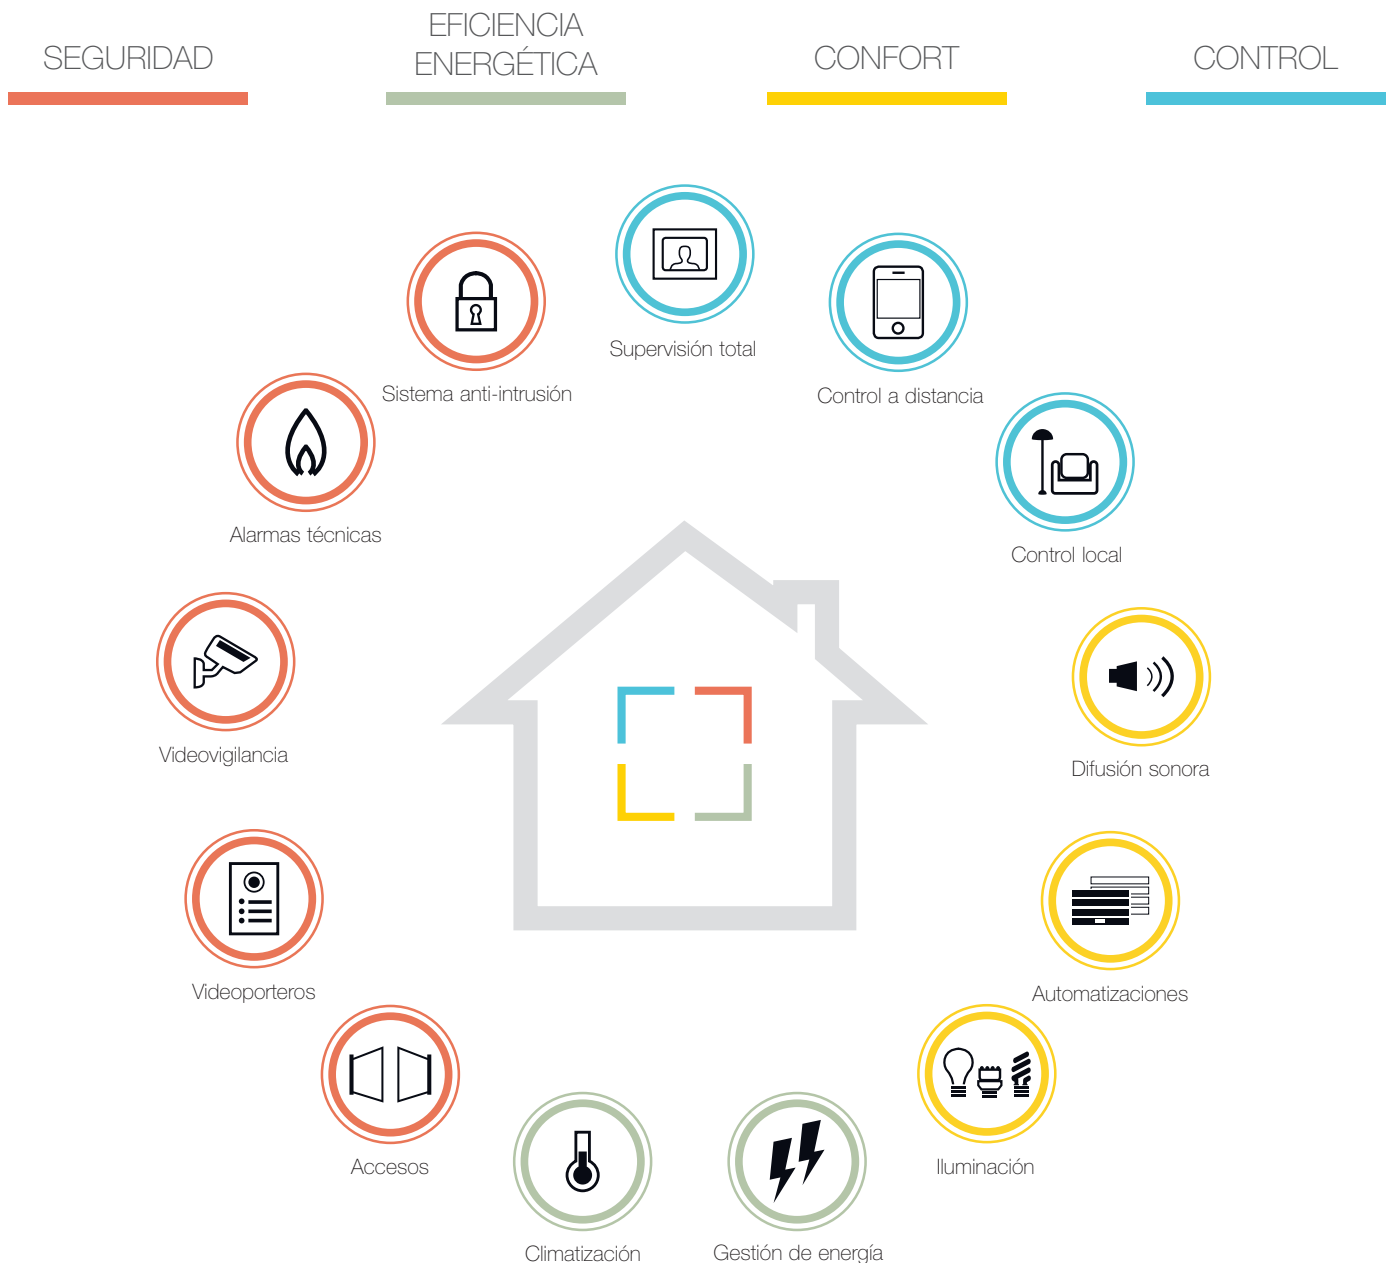 SEGURIDAD
EFICIENCIA
ENERGÉTICA
CONFORT
CONTROL
Supervisión total
Sistema anti-intrusión
Control a distancia
Alarmas técnicas
Control local
Videovigilancia
Difusión sonora
Videoporteros
Automatizaciones
Accesos
Iluminación
Climatización
Gestión de energía